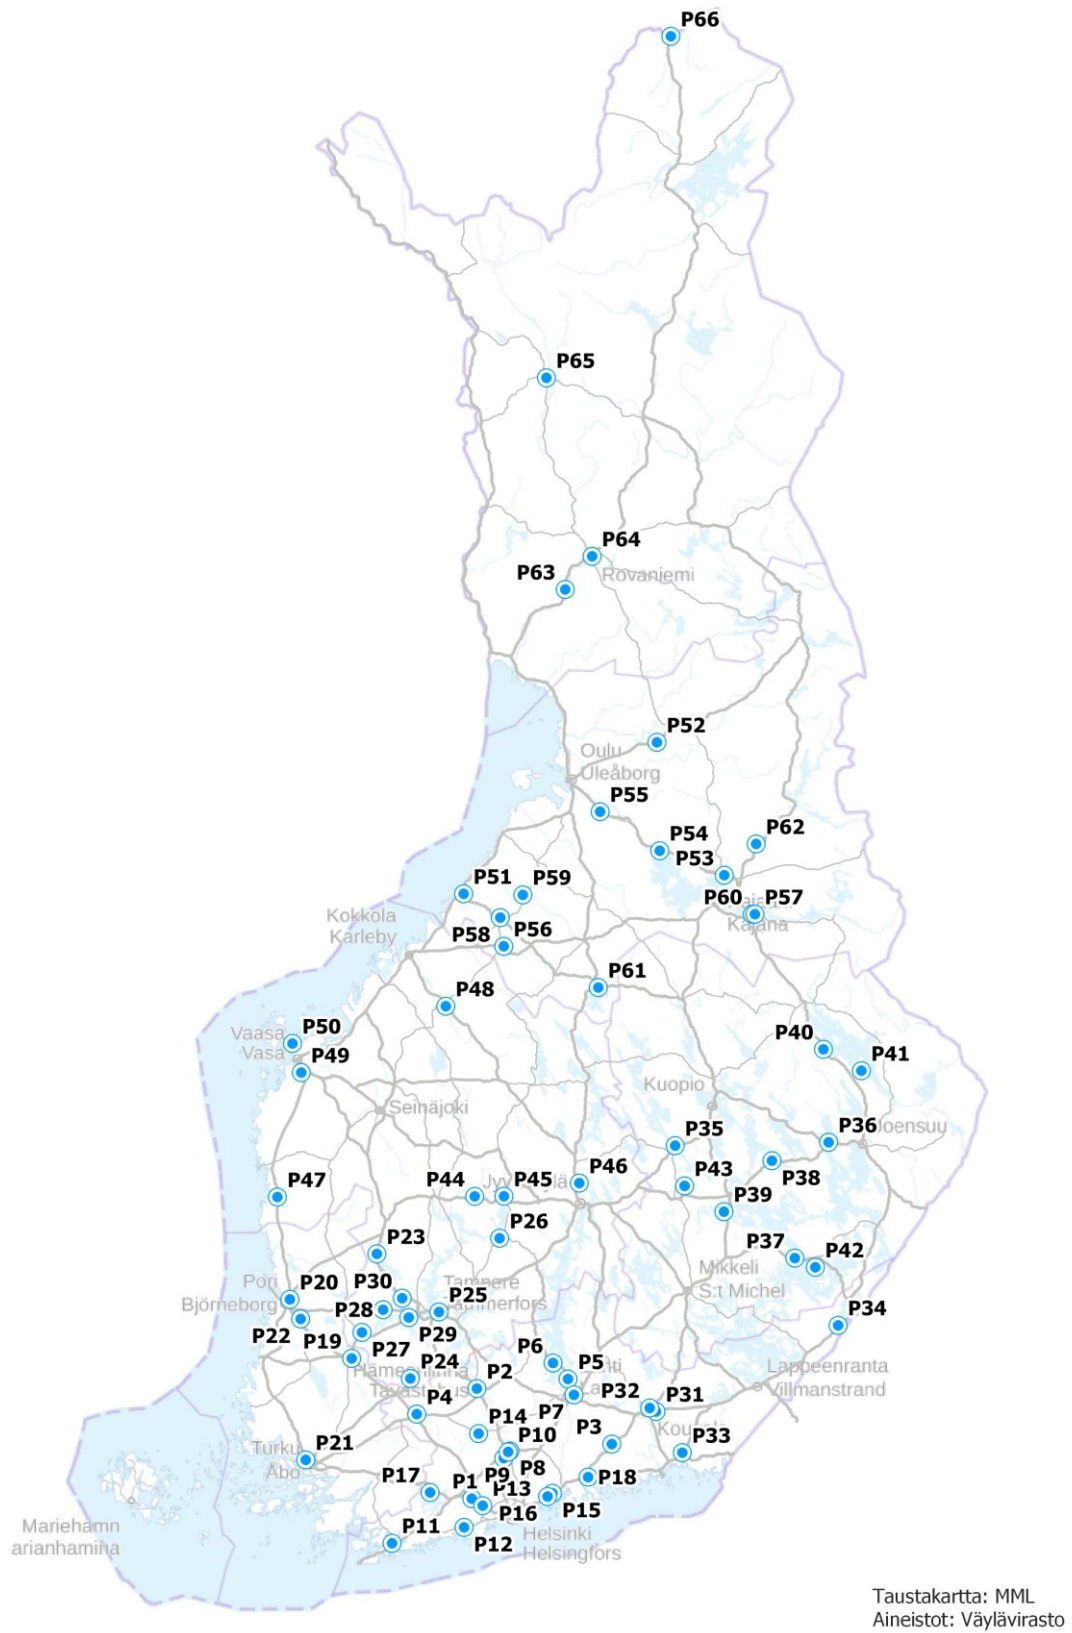 P66
P65
P64
P63
Rovaniemi
P52
Oulu
Uleåborg
P55
P62
P54
P53
P51
P59
P60
P57
Kajana
Kokkola
Karleby
P56
P58
P61
P48
P50
Vaasa
Vasa
P40
P49
P41
Kuopio
Seinäjoki
P36
Joensuu
P35
P46
P43
P38
P44
P45
P47
P39
P26
P23
P37
P42
Mikkeli
S:t Michel
Pori
Björneborg
P20
P30
Tampere
P25
P28
P34
P22
P19
P29
P27
P6
P5
Hämeenlinna
P24
P2
Lappeenranta
Villmanstrand
P32
P31
P4
P7
P14
P3
P10
P33
Turku
Åbo
P21
P9
P8
P17
P1
P13
P18
P15
P16
P11
P12
Helsinki
Helsingfors
Mariehamn
arianhamina
Taustakartta: MML
Aineistot: Väylävirasto